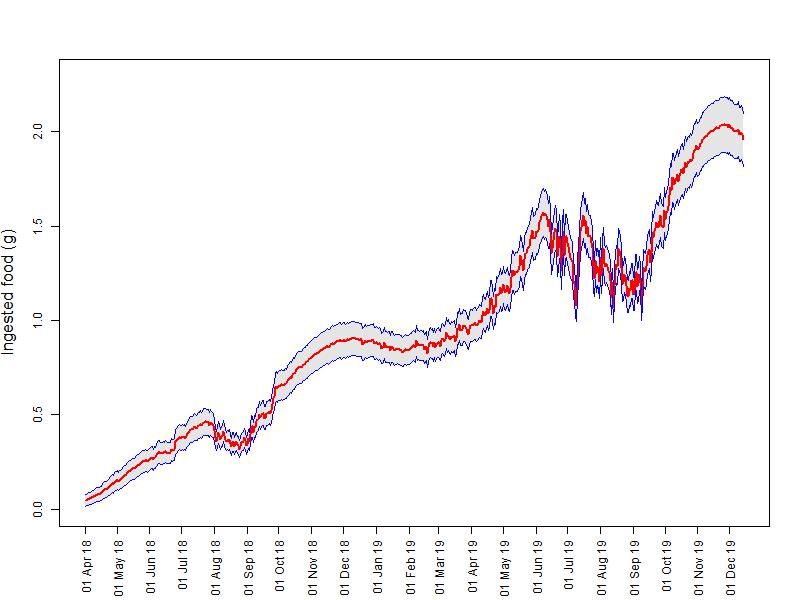 Ingested food (g)
2.0
1.5
1.0
0.5
0.0
01 Apr 18
01 May 18
01 Jun 18
01 Jul 18
01 Aug 18
01 Sep 18
01 Oct 18
01 Nov 18
01 Dec 18
01 Jan 19
01 Feb 19
01 Mar 19
01 Apr 19
01 May 19
01 Jun 19
01 Jul 19
01 Aug 19
01 Sep 19
01 Oct 19
01 Nov 19
01 Dec 19